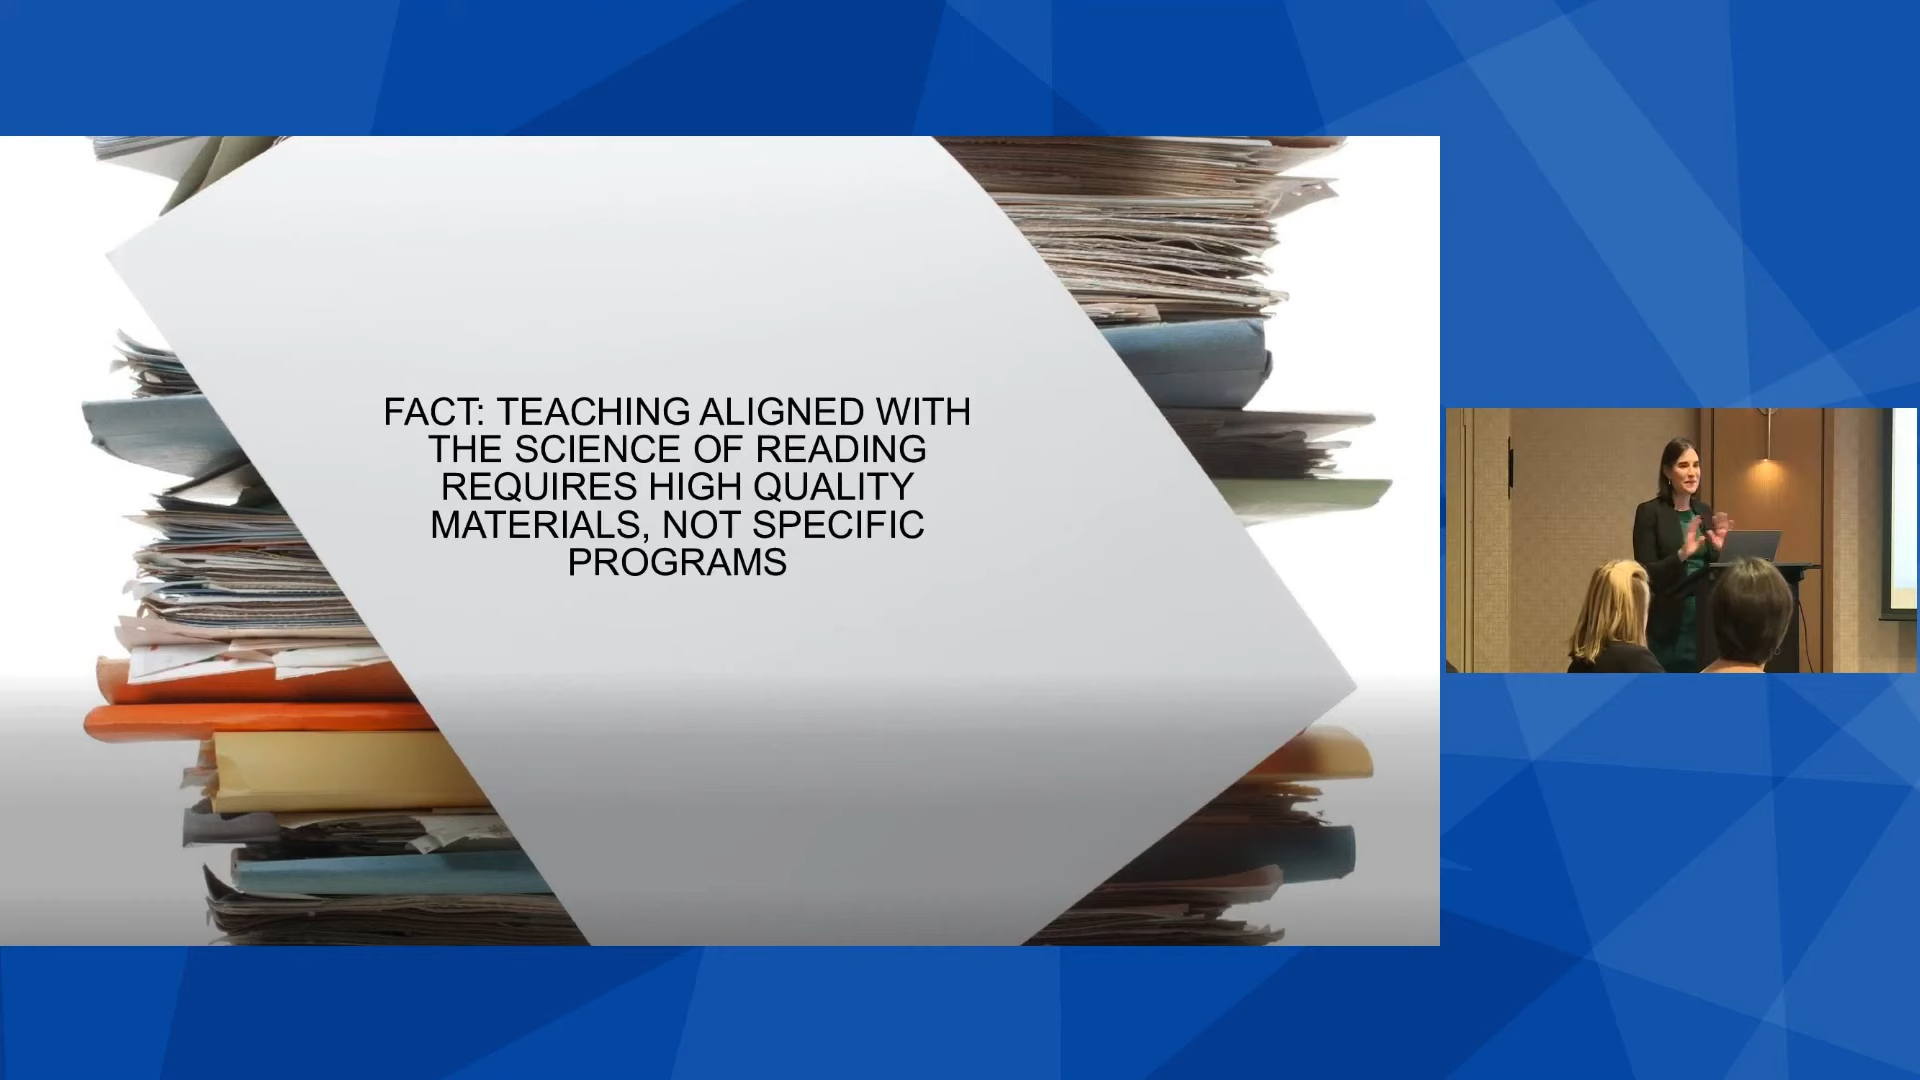 FACT: TEACHING ALIGNED WITH
THE SCIENCE OF READING
REQUIRES HIGH QUALITY
MATERIALS, NOT SPECIFIC
PROGRAMS